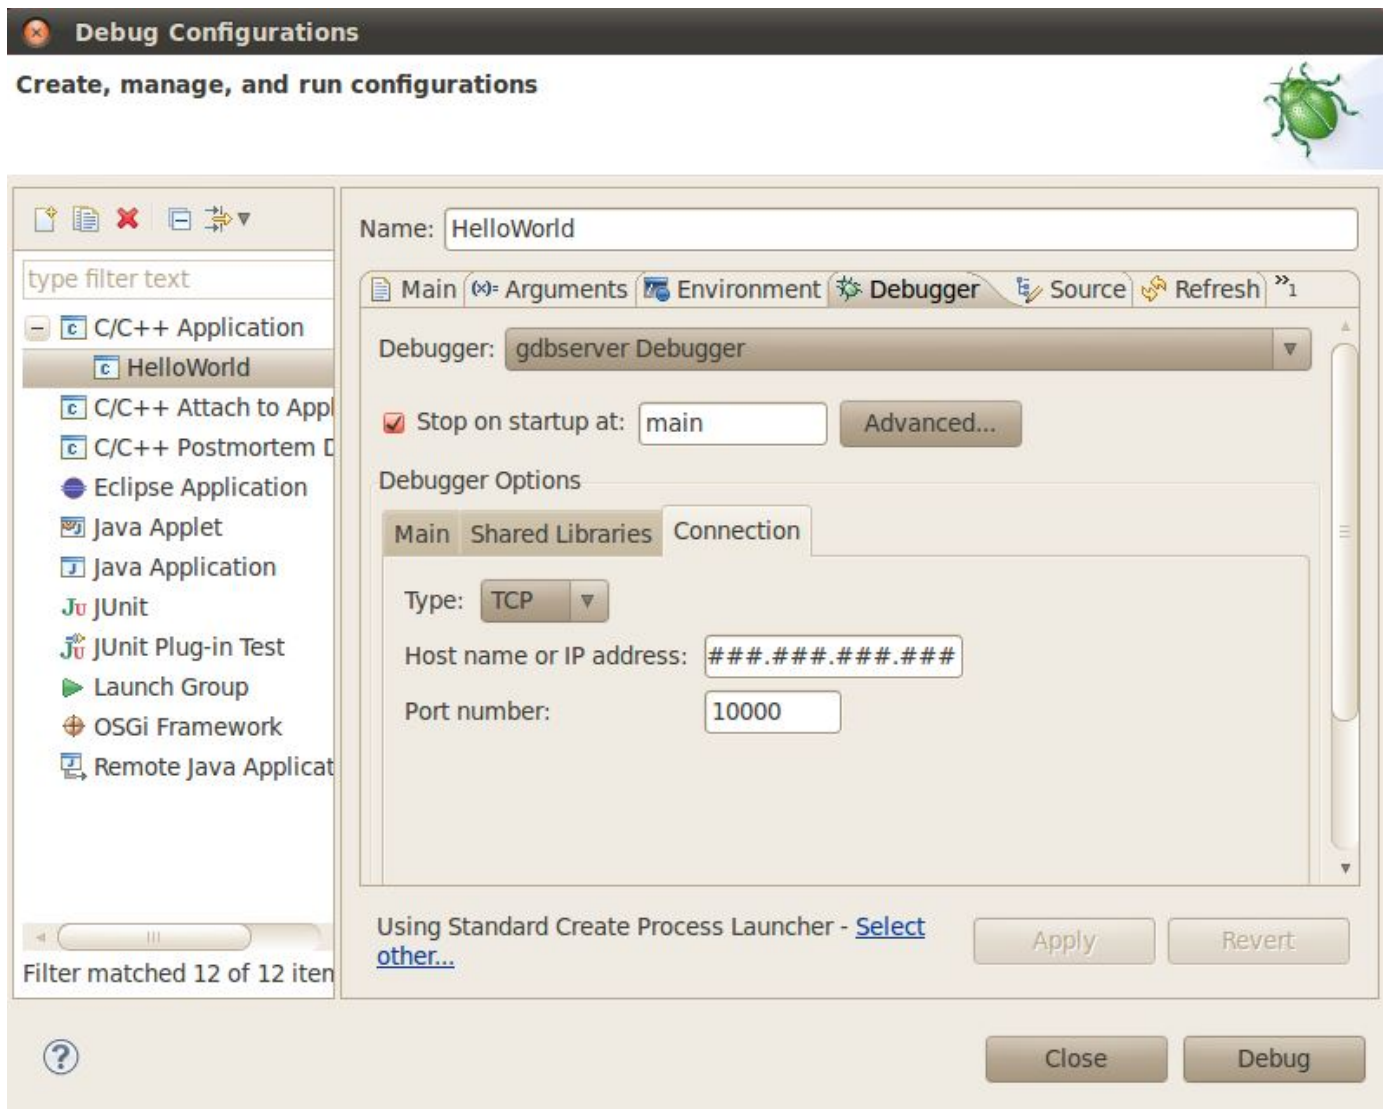 Debug Configurations
Create, manage, and run configurations
type filter text
C/C++ Application
HelloWorld
C/C++ Attach to Appl
C/C++ Postmortem D
Eclipse Application
Java Applet
Java Application
JUnit
JUnit Plug-in Test
Launch Group
OSGi Framework
Remote Java Applicat
Filter matched 12 of 12 iten
Name: HelloWorld
Main (x)= Arguments Environment Debugger Source Refresh »1
Debugger: gdbserver Debugger
Stop on startup at: main Advanced...
Debugger Options
Main Shared Libraries Connection
Type: TCP
Host name or IP address: ###.###.###.###
Port number: 10000
Using Standard Create Process Launcher - Select
other...
Apply Revert
Close Debug